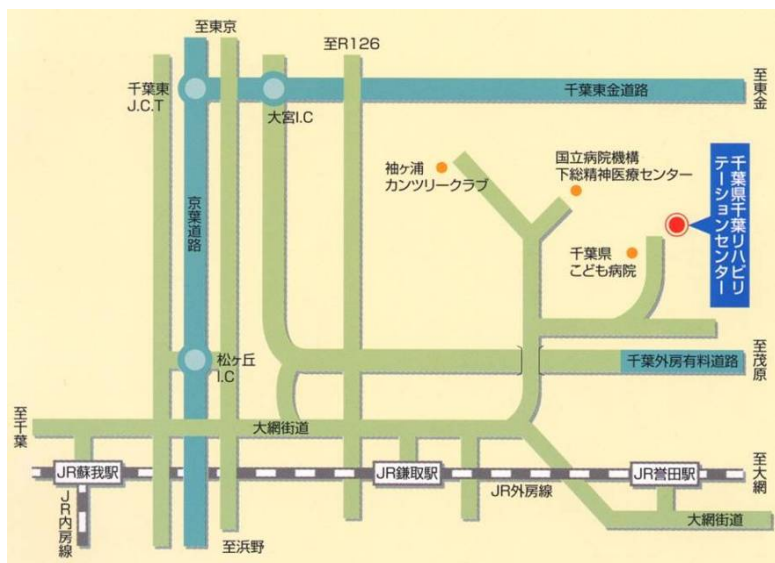 至東京
至R126
千葉東
J.C.T
大宮I.C
千葉東金道路
至東金
袖ヶ浦
カンツリークラブ
国立病院機構
下総精神医療センター
千葉県千葉リハビリ
テーションセンター
京葉道路
千葉県
こども病院
松ヶ丘
I.C
千葉外房有料道路
至茂原
至千葉
大網街道
JR蘇我駅
JR鎌取駅
JR誉田駅
至大網
JR外房線
JR内房線
大網街道
至浜野